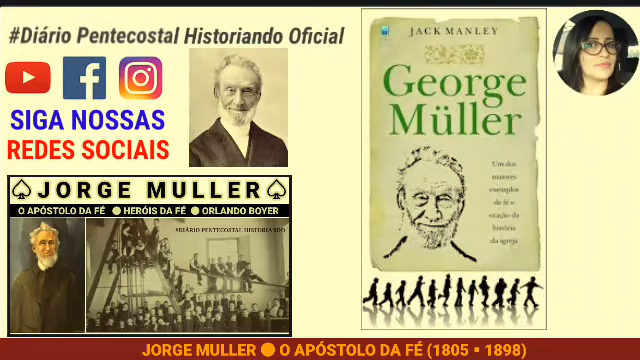 #Diário Pentecostal Historiando Oficial
SIGA NOSSAS
REDES SOCIAIS
JORGE MULLER
O APÓSTOLO DA FÉ ● HERÓIS DA FÉ ● ORLANDO BOYER
#DIÁRIO PENTECOSTAL HISTORIANDO
JACK MANLEY
George
Müller
Um dos
maiores
exemplos
de fé e
oração da
história
da igreja
JORGE MULLER ● O APÓSTOLO DA FÉ (1805 ▪ 1898)